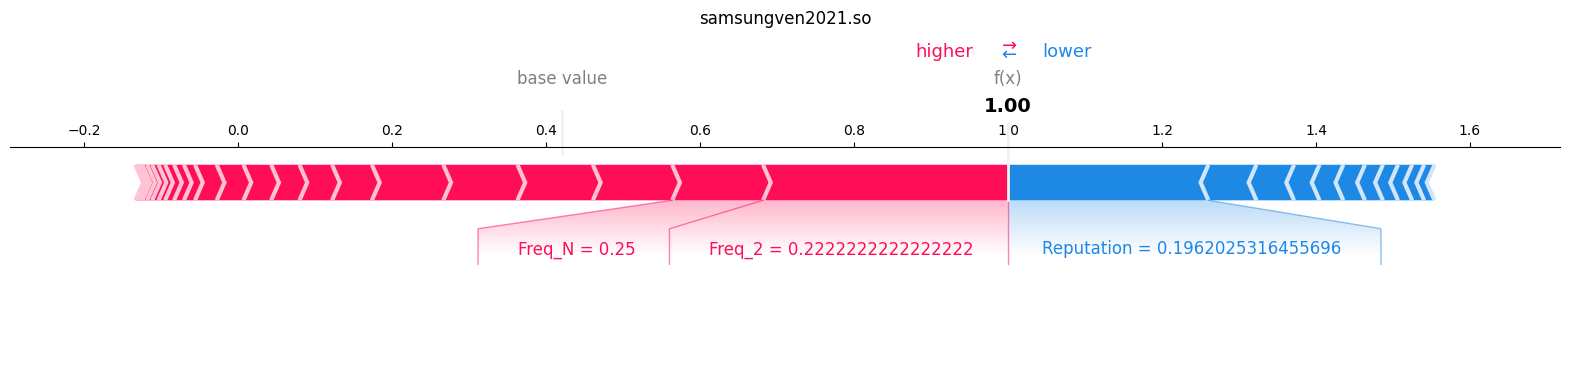 samsungven2021.so
higher ⇄ lower
base value f(x)
1.00
−0.2 0.0 0.2 0.4 0.6 0.8 1.0 1.2 1.4 1.6
Freq_N = 0.25 Freq_2 = 0.2222222222222222 Reputation = 0.1962025316455696